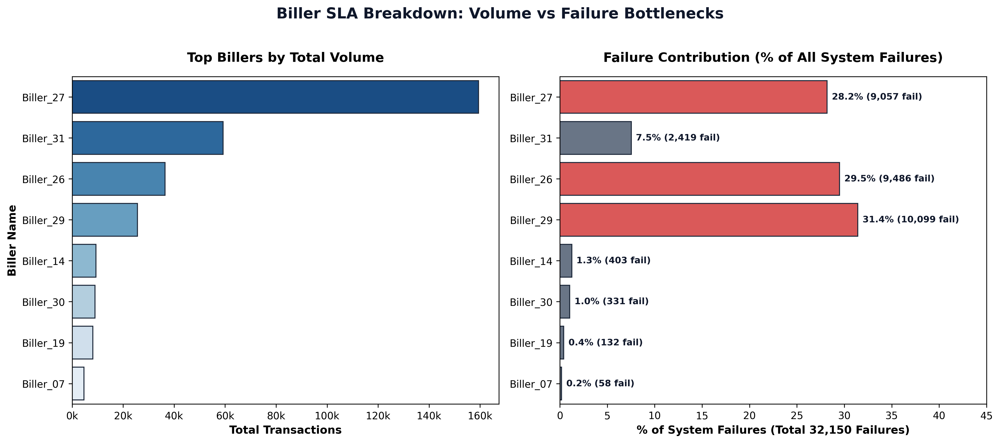 Biller SLA Breakdown: Volume vs Failure Bottlenecks
Top Billers by Total Volume
Biller Name
Biller_27
Biller_31
Biller_26
Biller_29
Biller_14
Biller_30
Biller_19
Biller_07
0k 20k 40k 60k 80k 100k 120k 140k 160k
Total Transactions
Failure Contribution (% of All System Failures)
Biller_27 28.2% (9,057 fail)
Biller_31 7.5% (2,419 fail)
Biller_26 29.5% (9,486 fail)
Biller_29 31.4% (10,099 fail)
Biller_14 1.3% (403 fail)
Biller_30 1.0% (331 fail)
Biller_19 0.4% (132 fail)
Biller_07 0.2% (58 fail)
0 5 10 15 20 25 30 35 40 45
% of System Failures (Total 32,150 Failures)